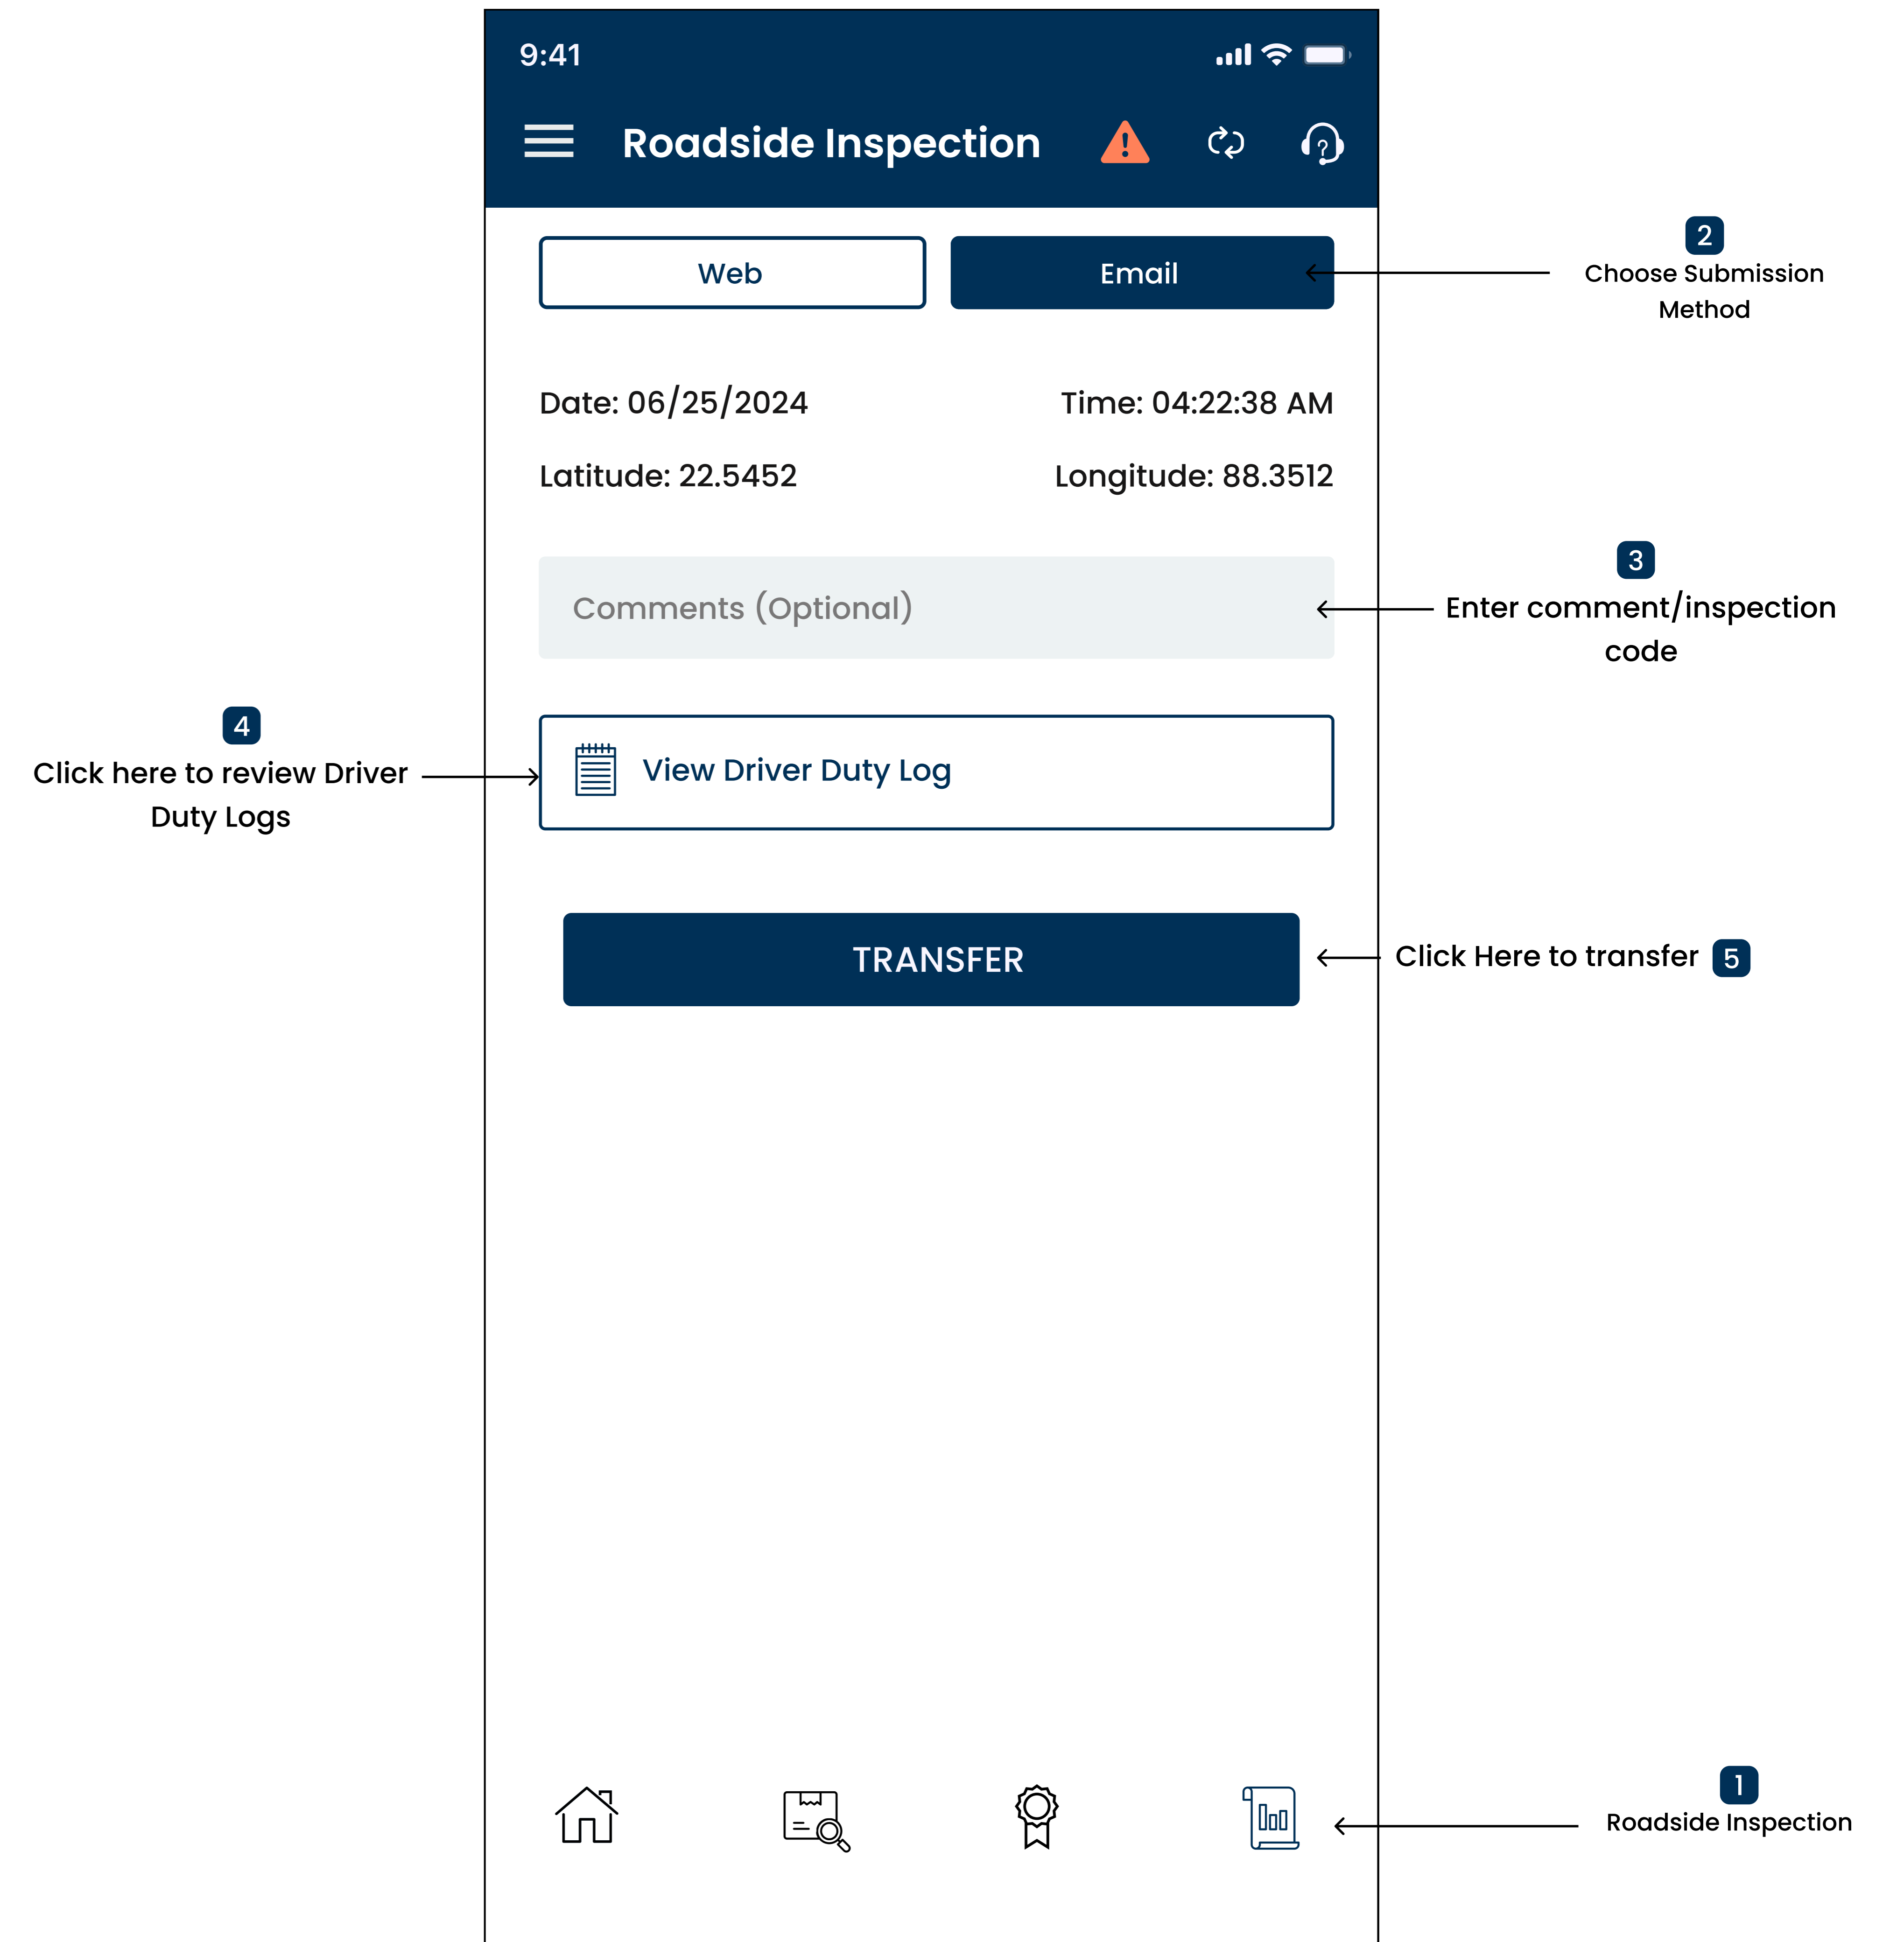 9:41
Roadside Inspection
Web
Email
2
Choose Submission
Method
Date: 06/25/2024
Time: 04:22:38 AM
Latitude: 22.5452
Longitude: 88.3512
3
Comments (Optional)
Enter comment/inspection
code
4
Click here to review Driver
Duty Logs
View Driver Duty Log
TRANSFER
Click Here to transfer 5
1
Roadside Inspection